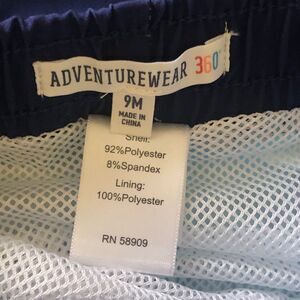 ADVENTUREWEAR 360°
9M
MADE IN
CHINA
Shell:
92%Polyester
8%Spandex
Lining:
100%Polyester
RN 58909